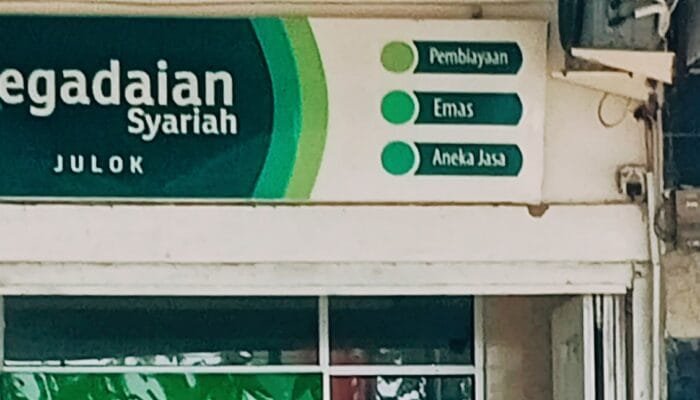 egadaian
Syariah
JULOK
Pembiayaan
Emas
Aneka Jasa